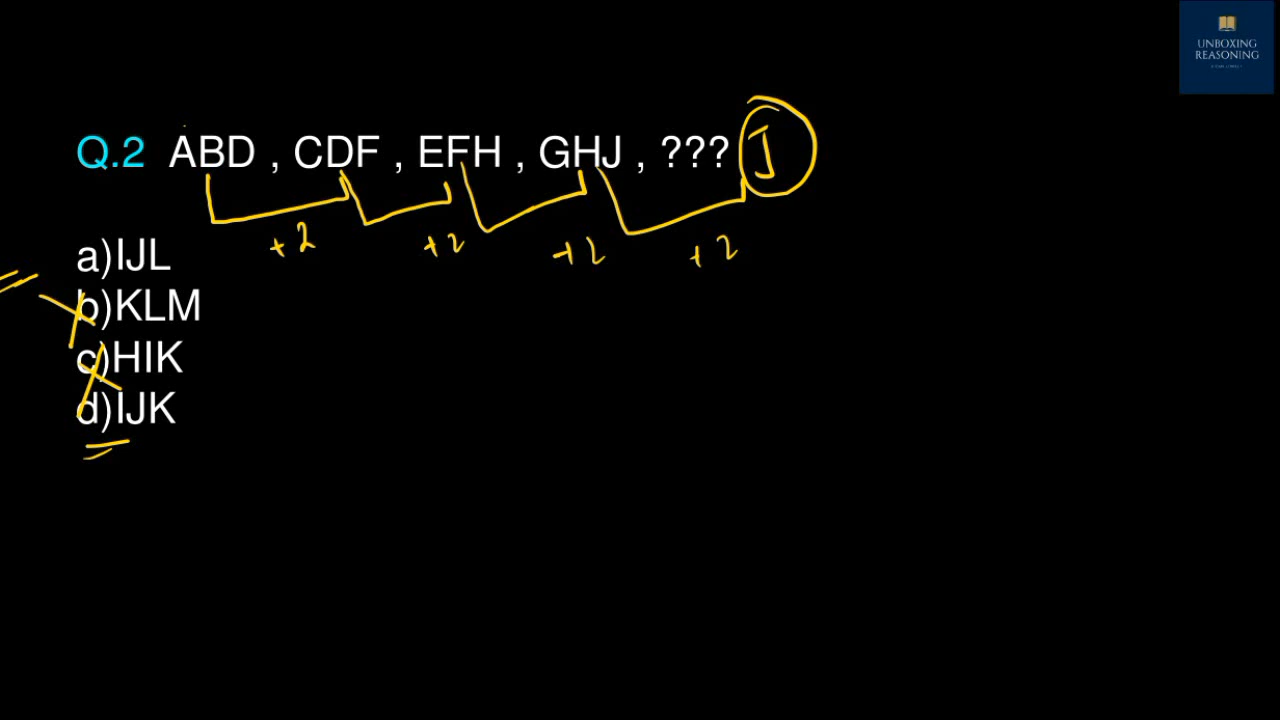 UNBOXING
REASONING
Q.2 ABD , CDF , EFH , GHJ , ??? J
+2 +2 +2 +2
a)IJL
b)KLM
c)HIK
d)IJK